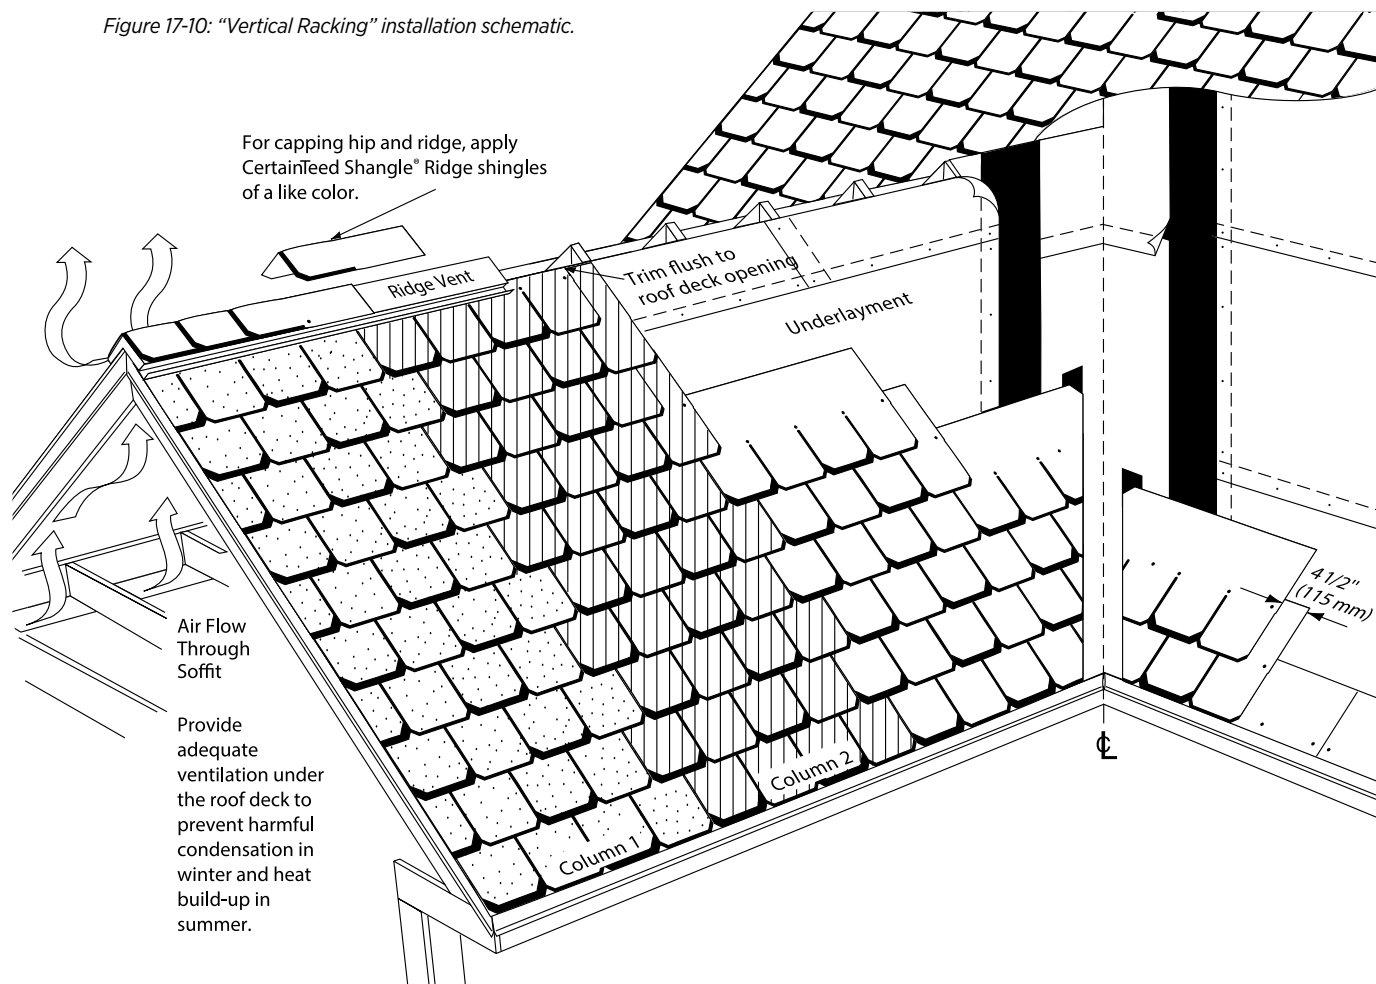 Figure 17-10: “Vertical Racking” installation schematic.
For capping hip and ridge, apply
CertainTeed Shangle® Ridge shingles
of a like color.
Ridge Vent
Trim flush to
roof deck opening
Underlayment
4 1/2"
(115 mm)
Air Flow
Through
Soffit
Provide
adequate
ventilation under
the roof deck to
prevent harmful
condensation in
winter and heat
build-up in
summer.
Column 2
Column 1
℄